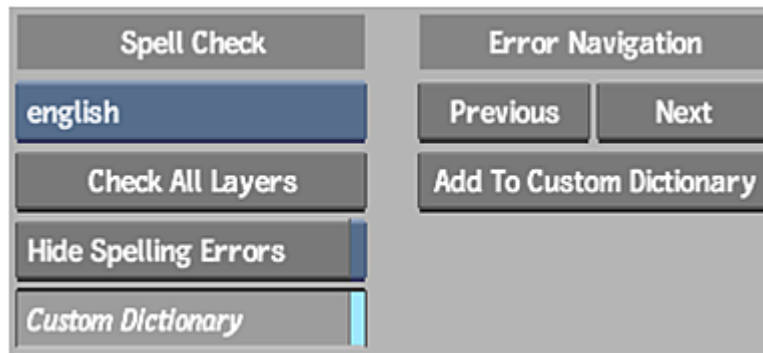 Spell Check
english
Check All Layers
Hide Spelling Errors
Custom Dictionary
Error Navigation
Previous Next
Add To Custom Dictionary